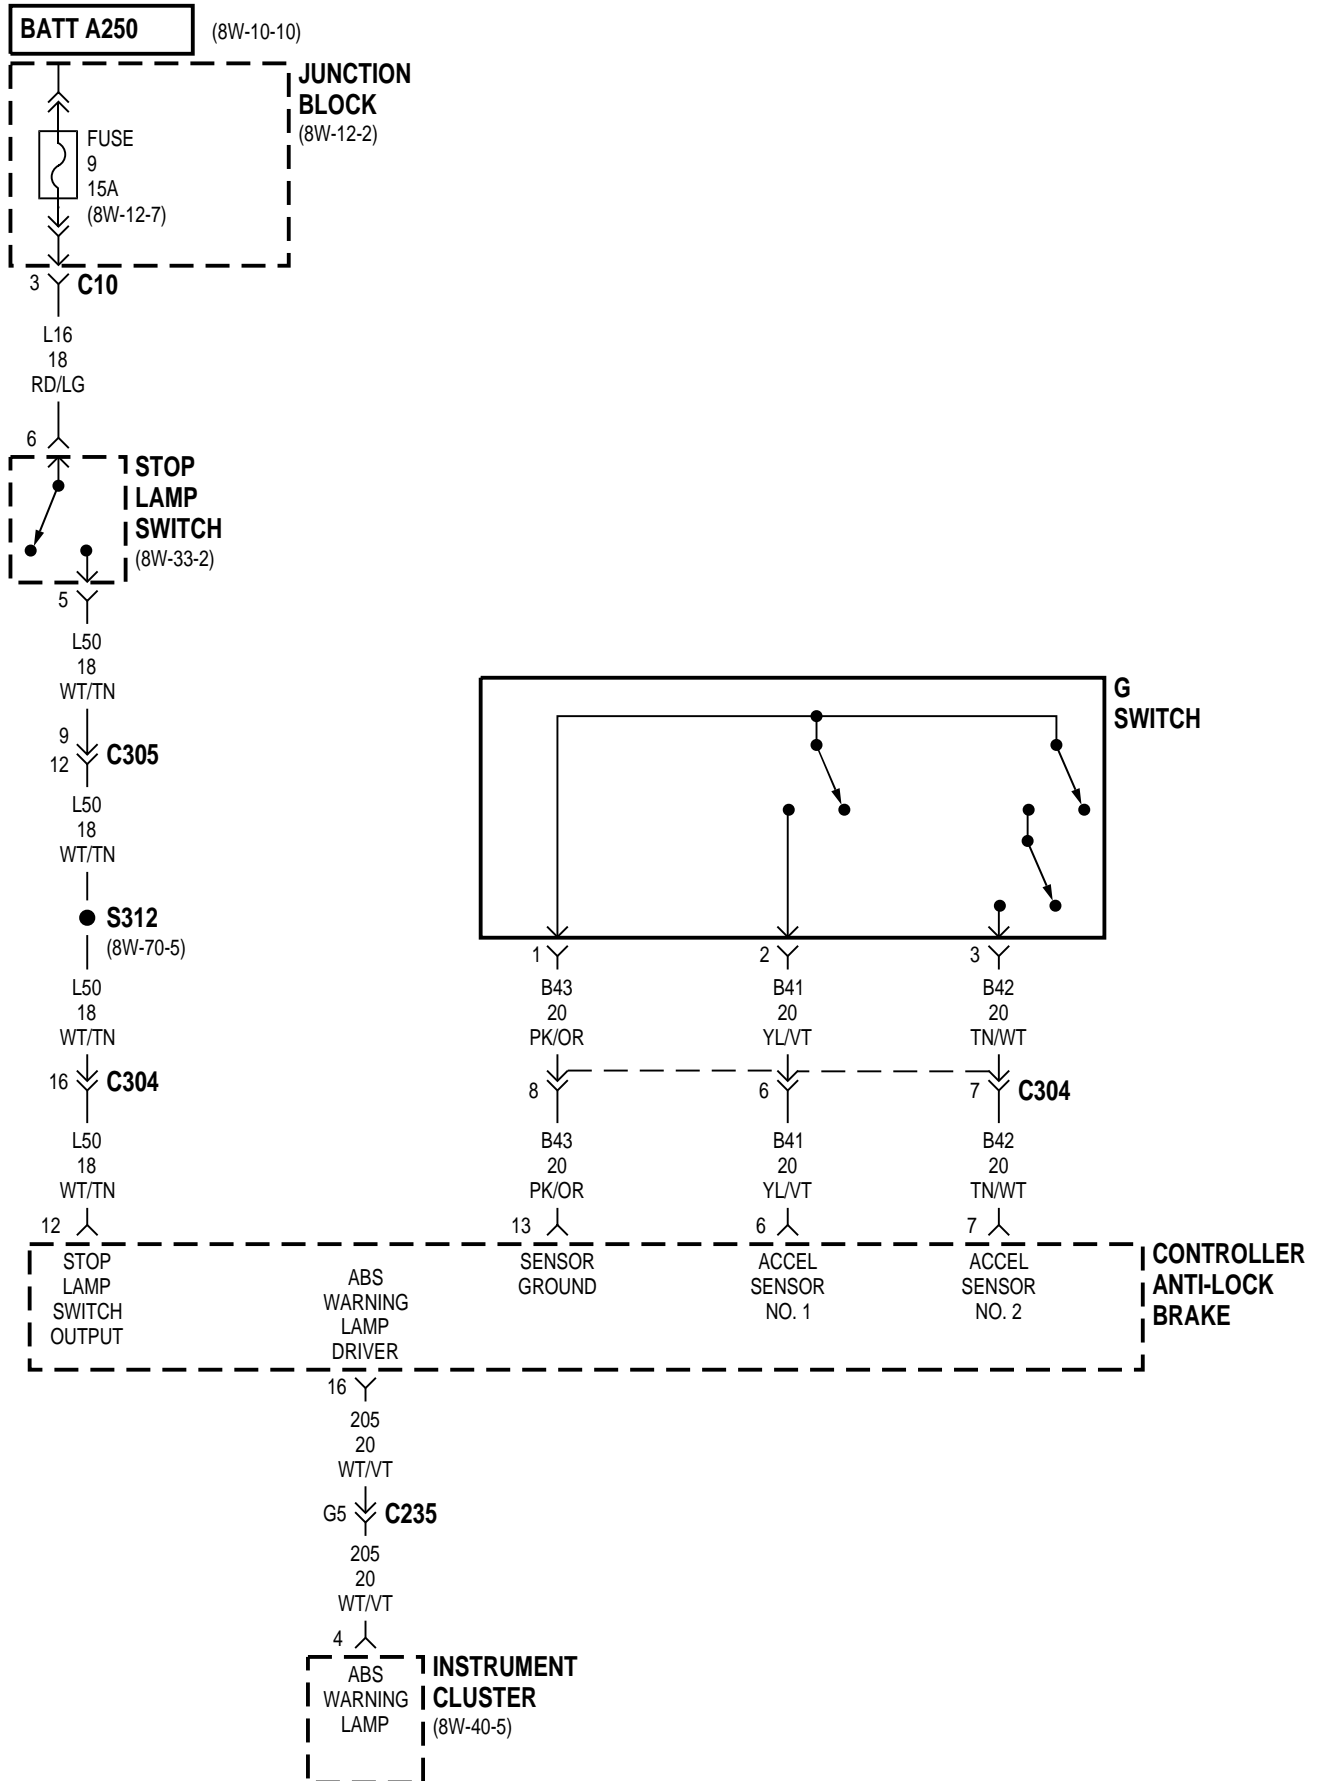 BATT A250
(8W-10-10)
JUNCTION
BLOCK
(8W-12-2)
FUSE
9
15A
(8W-12-7)
3
C10
L16
18
RD/LG
6
STOP
LAMP
SWITCH
(8W-33-2)
5
L50
18
WT/TN
9
12
C305
L50
18
WT/TN
S312
(8W-70-5)
L50
18
WT/TN
16
C304
L50
18
WT/TN
12
G
SWITCH
1
2
3
B43
20
PK/OR
B41
20
YL/VT
B42
20
TN/WT
8
6
7
C304
B43
20
PK/OR
B41
20
YL/VT
B42
20
TN/WT
13
6
7
STOP
LAMP
SWITCH
OUTPUT
ABS
WARNING
LAMP
DRIVER
SENSOR
GROUND
ACCEL
SENSOR
NO. 1
ACCEL
SENSOR
NO. 2
CONTROLLER
ANTI-LOCK
BRAKE
16
205
20
WT/VT
G5
C235
205
20
WT/VT
4
ABS
WARNING
LAMP
INSTRUMENT
CLUSTER
(8W-40-5)